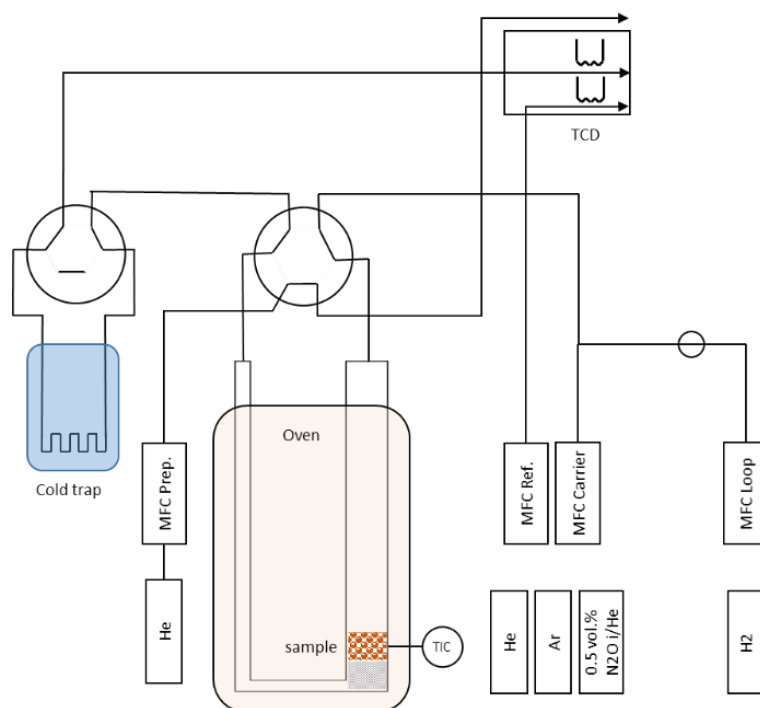 TCD
Oven
Cold trap
MFC Prep.
MFC Ref.
MFC Carrier
MFC Loop
sample
TIC
He
He
Ar
0.5 vol.%
N2O i/He
H2